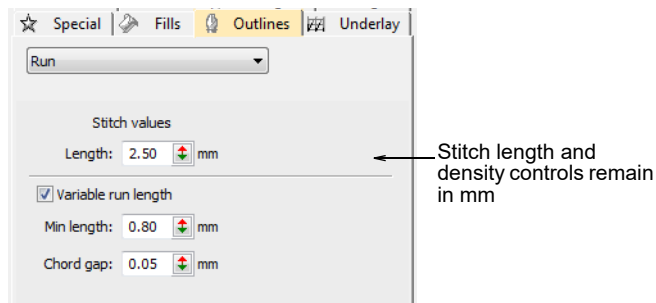 Special Fills Outlines Underlay
Run
Stitch values
Length: 2.50 mm
Stitch length and
density controls remain
in mm
Variable run length
Min length: 0.80 mm
Chord gap: 0.05 mm